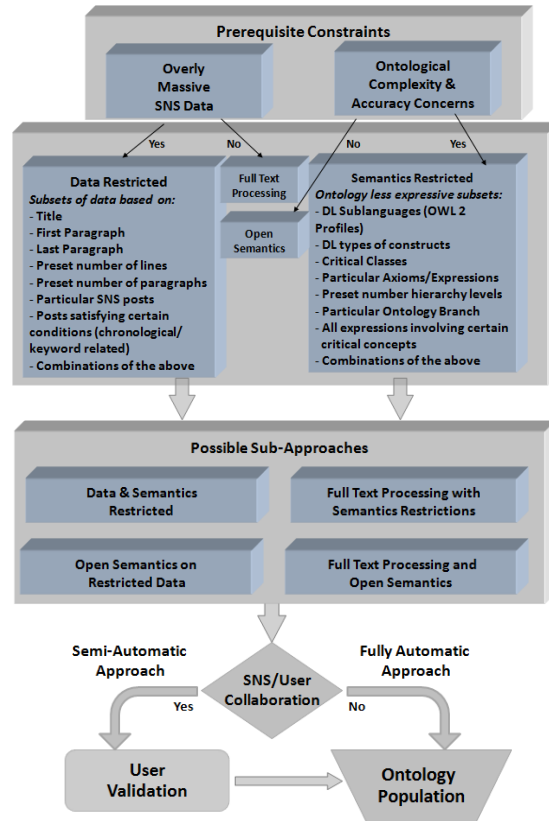 Prerequisite Constraints
Overly
Massive
SNS Data
Ontological
Complexity &
Accuracy Concerns
Yes
No
No
Yes
Data Restricted
Subsets of data based on:
- Title
- First Paragraph
- Last Paragraph
- Preset number of lines
- Preset number of paragraphs
- Particular SNS posts
- Posts satisfying certain
conditions (chronological/
keyword related)
- Combinations of the above
Full Text
Processing
Open
Semantics
Semantics Restricted
Ontology less expressive subsets:
- DL Sublanguages (OWL 2
Profiles)
- DL types of constructs
- Critical Classes
- Particular Axioms/Expressions
- Preset number hierarchy levels
- Particular Ontology Branch
- All expressions involving certain
critical concepts
- Combinations of the above
Possible Sub-Approaches
Data & Semantics
Restricted
Full Text Processing with
Semantics Restrictions
Open Semantics on
Restricted Data
Full Text Processing and
Open Semantics
Semi-Automatic
Approach
Fully Automatic
Approach
SNS/User
Collaboration
Yes
No
User
Validation
Ontology
Population